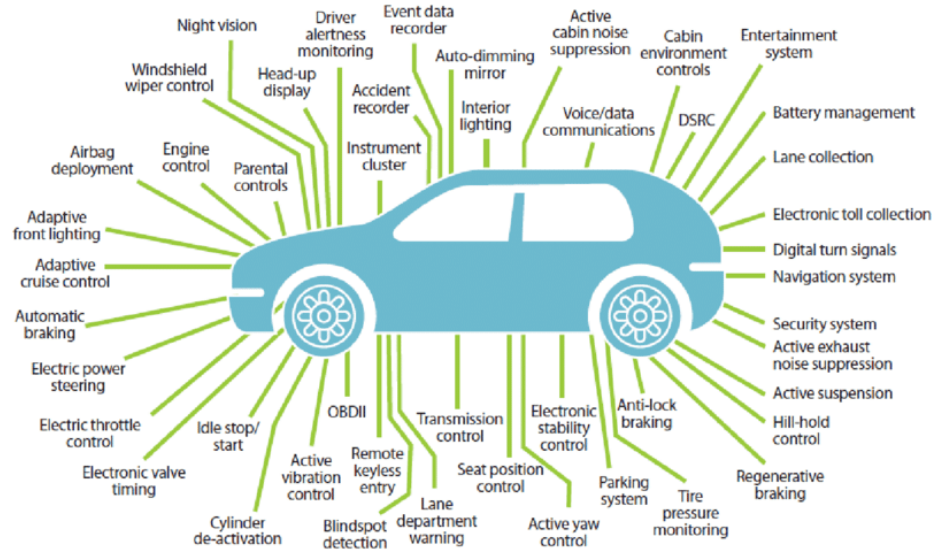 Night vision
Driver
alertness
monitoring
Event data
recorder
Active
cabin noise
suppression
Cabin
environment
controls
Entertainment
system
Windshield
wiper control
Head-up
display
Accident
recorder
Auto-dimming
mirror
Interior
lighting
Voice/data
communications
DSRC
Battery management
Airbag
deployment
Engine
control
Parental
controls
Instrument
cluster
Lane collection
Adaptive
front lighting
Electronic toll collection
Adaptive
cruise control
Digital turn signals
Navigation system
Automatic
braking
Security system
Active exhaust
noise suppression
Electric power
steering
Active suspension
Electric throttle
control
Idle stop/
start
OBDII
Transmission
control
Electronic
stability
control
Anti-lock
braking
Hill-hold
control
Electronic valve
timing
Active
vibration
control
Remote
keyless
entry
Seat position
control
Parking
system
Regenerative
braking
Cylinder
de-activation
Blindspot
detection
Lane
department
warning
Active yaw
control
Tire
pressure
monitoring